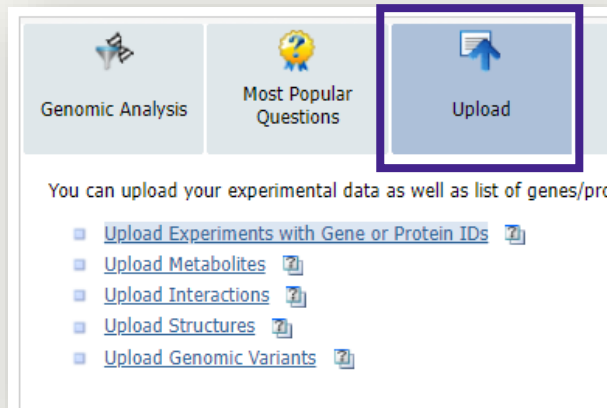 Genomic Analysis
Most Popular
Questions
Upload
You can upload your experimental data as well as list of genes/pro
Upload Experiments with Gene or Protein IDs
Upload Metabolites
Upload Interactions
Upload Structures
Upload Genomic Variants